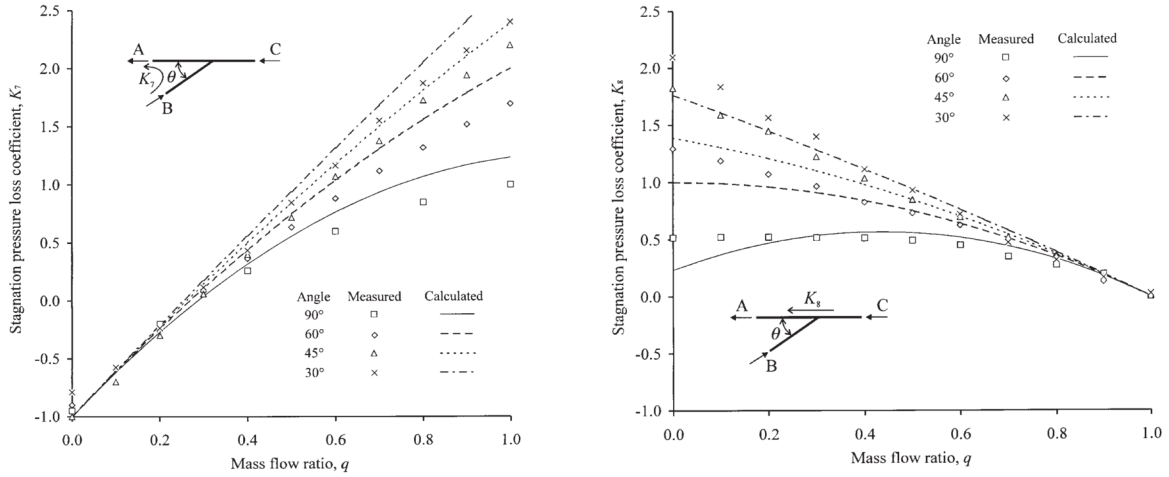 2.5
2.0
1.5
1.0
0.5
0.0
-0.5
-1.0
Stagnation pressure loss coefficient, K₇
A
C
K₇
θ
B
Angle Measured Calculated
90°
60°
45°
30°
0.0 0.2 0.4 0.6 0.8 1.0
Mass flow ratio, q
2.5
2.0
1.5
1.0
0.5
0.0
-0.5
-1.0
Stagnation pressure loss coefficient, K₈
Angle Measured Calculated
90°
60°
45°
30°
K₈
A
C
θ
B
0.0 0.2 0.4 0.6 0.8 1.0
Mass flow ratio, q